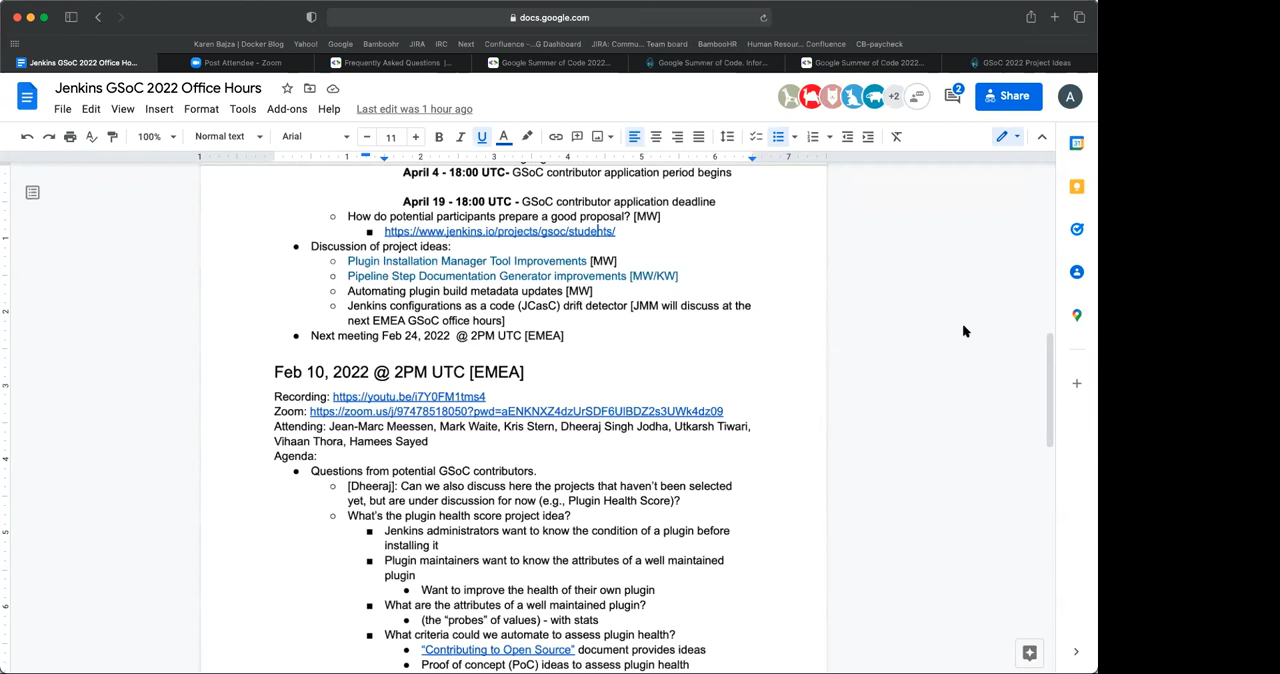 docs.google.com
Karen Bajza | Docker Blog Yahoo! Google Bamboohr JIRA IRC Next Confluence -...G Dashboard JIRA: Commu... Team board BambooHR Human Resour...Confluence CB-paycheck
Jenkins GSoC 2022 Office Ho... Post Attendee - Zoom Frequently Asked Questions | ... Google Summer of Code 2022... Google Summer of Code. Infor... Google Summer of Code 2022... GSOC 2022 Project Ideas
Jenkins GSoC 2022 Office Hours
+2 2 Share A
File Edit View Insert Format Tools Add-ons Help Last edit was 1 hour ago
100% Normal text Arial 11 B I U A
1 1 2 3 4 5 6 7
April 4 - 18:00 UTC- GSoC contributor application period begins
April 19 - 18:00 UTC - GSoC contributor application deadline
How do potential participants prepare a good proposal? [MW]
https://www.jenkins.io/projects/gsoc/students/
Discussion of project ideas:
Plugin Installation Manager Tool Improvements [MW]
Pipeline Step Documentation Generator improvements [MW/KW]
Automating plugin build metadata updates [MW]
Jenkins configurations as a code (JCasC) drift detector [JMM will discuss at the
next EMEA GSoC office hours]
Next meeting Feb 24, 2022 @ 2PM UTC [EMEA]
Feb 10, 2022 @ 2PM UTC [EMEA]
Recording: https://youtu.be/i7Y0FM1tms4
Zoom: https://zoom.us/j/97478518050?pwd=aENKNXZ4dzUrSDF6UlBDZ2s3UWk4dz09
Attending: Jean-Marc Meessen, Mark Waite, Kris Stern, Dheeraj Singh Jodha, Utkarsh Tiwari,
Vihaan Thora, Hamees Sayed
Agenda:
Questions from potential GSoC contributors.
[Dheeraj]: Can we also discuss here the projects that haven't been selected
yet, but are under discussion for now (e.g., Plugin Health Score)?
What's the plugin health score project idea?
Jenkins administrators want to know the condition of a plugin before
installing it
Plugin maintainers want to know the attributes of a well maintained
plugin
Want to improve the health of their own plugin
What are the attributes of a well maintained plugin?
(the "probes" of values) - with stats
What criteria could we automate to assess plugin health?
"Contributing to Open Source" document provides ideas
Proof of concept (PoC) ideas to assess plugin health